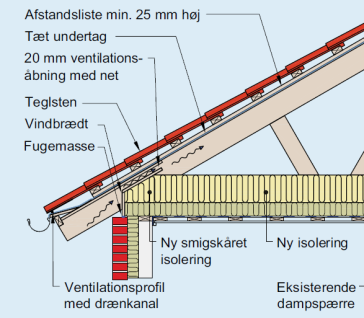 Afstandsliste min. 25 mm høj
Tæt undertag
20 mm ventilations-
åbning med net
Teglsten
Vindbrædt
Fugemasse
Ny smigskåret
isolering
Ny isolering
Ventilationsprofil
med drænkanal
Eksisterende
dampspærre